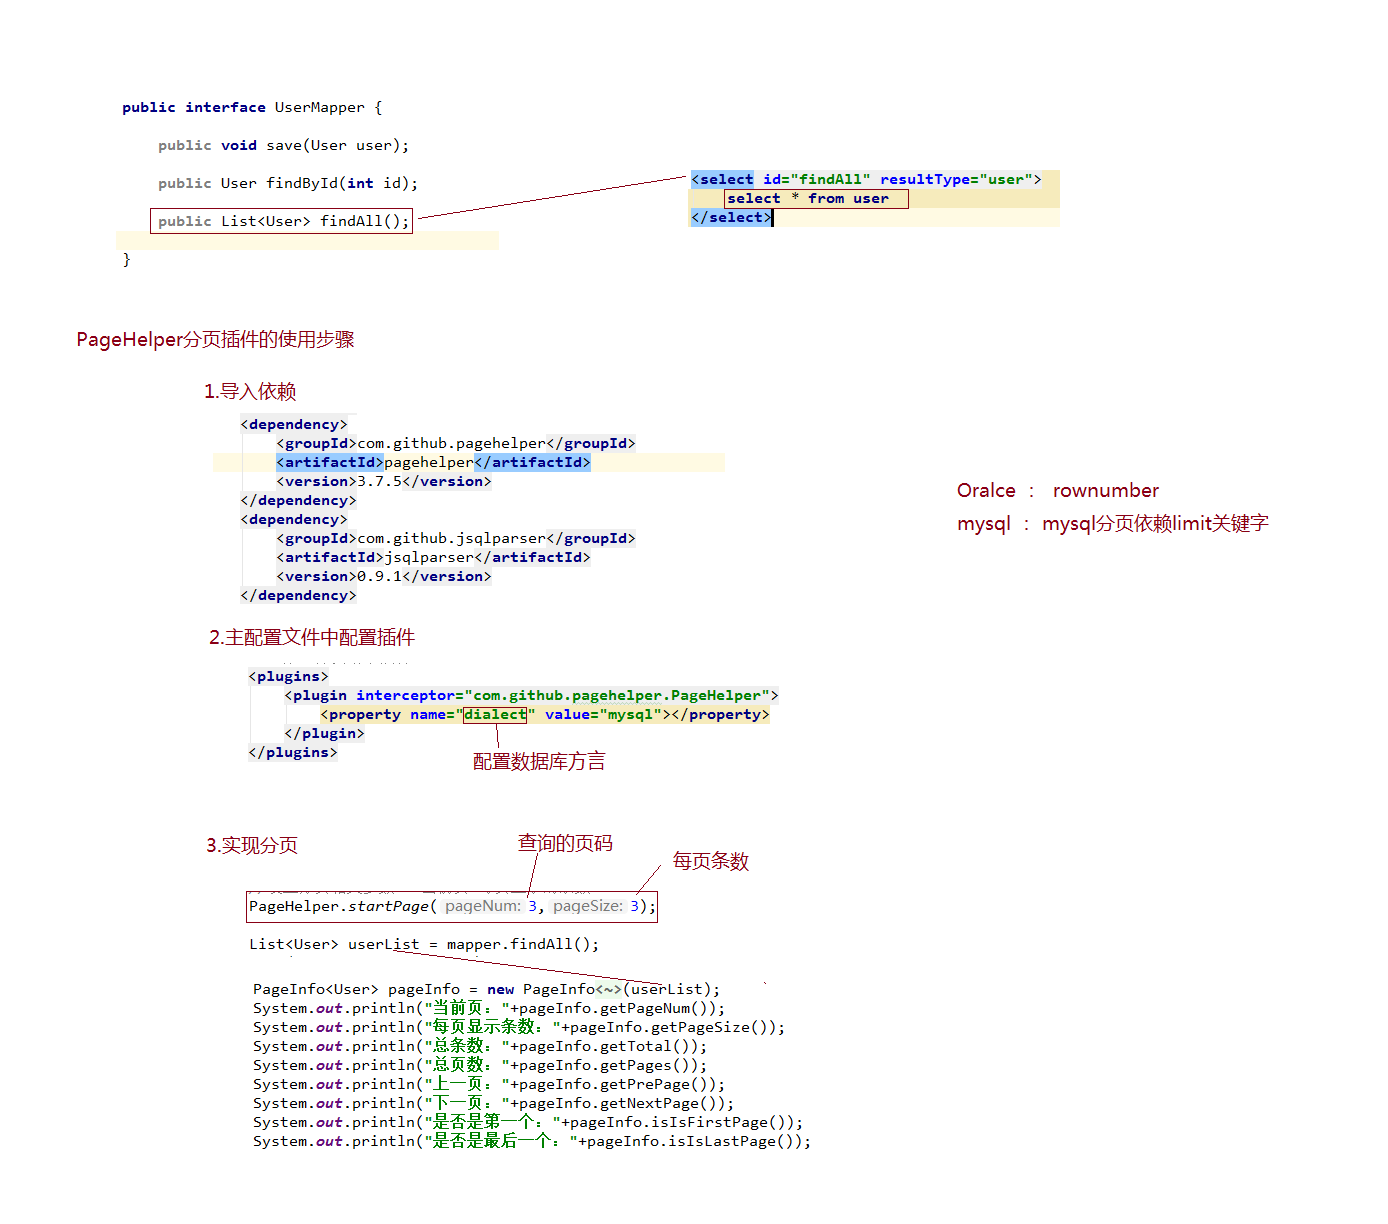 public interface UserMapper {
public void save(User user);
public User findById(int id);
public List<User> findAll();
}
<select id="findAll" resultType="user">
select * from user
</select>
PageHelper分页插件的使用步骤
1.导入依赖
<dependency>
<groupId>com.github.pagehelper</groupId>
<artifactId>pagehelper</artifactId>
<version>3.7.5</version>
</dependency>
<dependency>
<groupId>com.github.jsqlparser</groupId>
<artifactId>jsqlparser</artifactId>
<version>0.9.1</version>
</dependency>
Oralce ： rownumber
mysql ：mysql分页依赖limit关键字
2.主配置文件中配置插件
<plugins>
<plugin interceptor="com.github.pagehelper.PageHelper">
<property name="dialect" value="mysql"></property>
</plugin>
</plugins>
配置数据库方言
3.实现分页
查询的页码
每页条数
PageHelper.startPage( pageNum: 3, pageSize: 3);
List<User> userList = mapper.findAll();
PageInfo<User> pageInfo = new PageInfo<~>(userList);
System.out.println("当前页："+pageInfo.getPageNum());
System.out.println("每页显示条数："+pageInfo.getPageSize());
System.out.println("总条数："+pageInfo.getTotal());
System.out.println("总页数："+pageInfo.getPages());
System.out.println("上一页："+pageInfo.getPrePage());
System.out.println("下一页："+pageInfo.getNextPage());
System.out.println("是否是第一个："+pageInfo.isIsFirstPage());
System.out.println("是否是最后一个："+pageInfo.isIsLastPage());